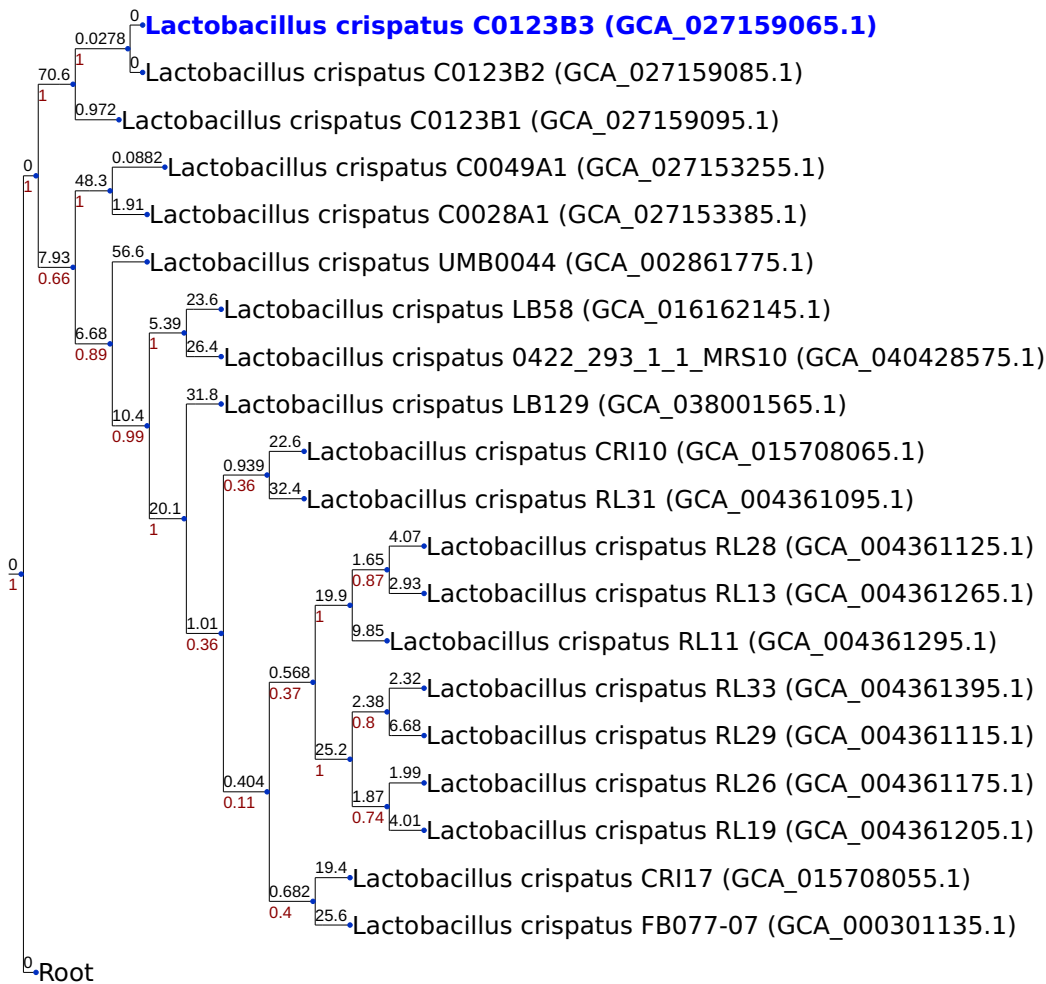 0
Lactobacillus crispatus C0123B3 (GCA_027159065.1)
0.0278
1
0
Lactobacillus crispatus C0123B2 (GCA_027159085.1)
70.6
1
0.972
Lactobacillus crispatus C0123B1 (GCA_027159095.1)
0
1
0.0882
Lactobacillus crispatus C0049A1 (GCA_027153255.1)
48.3
1
1.91
Lactobacillus crispatus C0028A1 (GCA_027153385.1)
7.93
0.66
56.6
Lactobacillus crispatus UMB0044 (GCA_002861775.1)
23.6
Lactobacillus crispatus LB58 (GCA_016162145.1)
5.39
1
6.68
0.89
26.4
Lactobacillus crispatus 0422_293_1_1_MRS10 (GCA_040428575.1)
31.8
Lactobacillus crispatus LB129 (GCA_038001565.1)
10.4
0.99
22.6
Lactobacillus crispatus CRI10 (GCA_015708065.1)
0.939
0.36
32.4
Lactobacillus crispatus RL31 (GCA_004361095.1)
20.1
1
4.07
Lactobacillus crispatus RL28 (GCA_004361125.1)
1.65
0.87
0
1
2.93
Lactobacillus crispatus RL13 (GCA_004361265.1)
19.9
1
9.85
Lactobacillus crispatus RL11 (GCA_004361295.1)
1.01
0.36
0.568
0.37
2.32
Lactobacillus crispatus RL33 (GCA_004361395.1)
2.38
0.8
6.68
Lactobacillus crispatus RL29 (GCA_004361115.1)
25.2
1
1.99
Lactobacillus crispatus RL26 (GCA_004361175.1)
0.404
0.11
1.87
0.74
4.01
Lactobacillus crispatus RL19 (GCA_004361205.1)
19.4
Lactobacillus crispatus CRI17 (GCA_015708055.1)
0.682
0.4
25.6
Lactobacillus crispatus FB077-07 (GCA_000301135.1)
0
Root